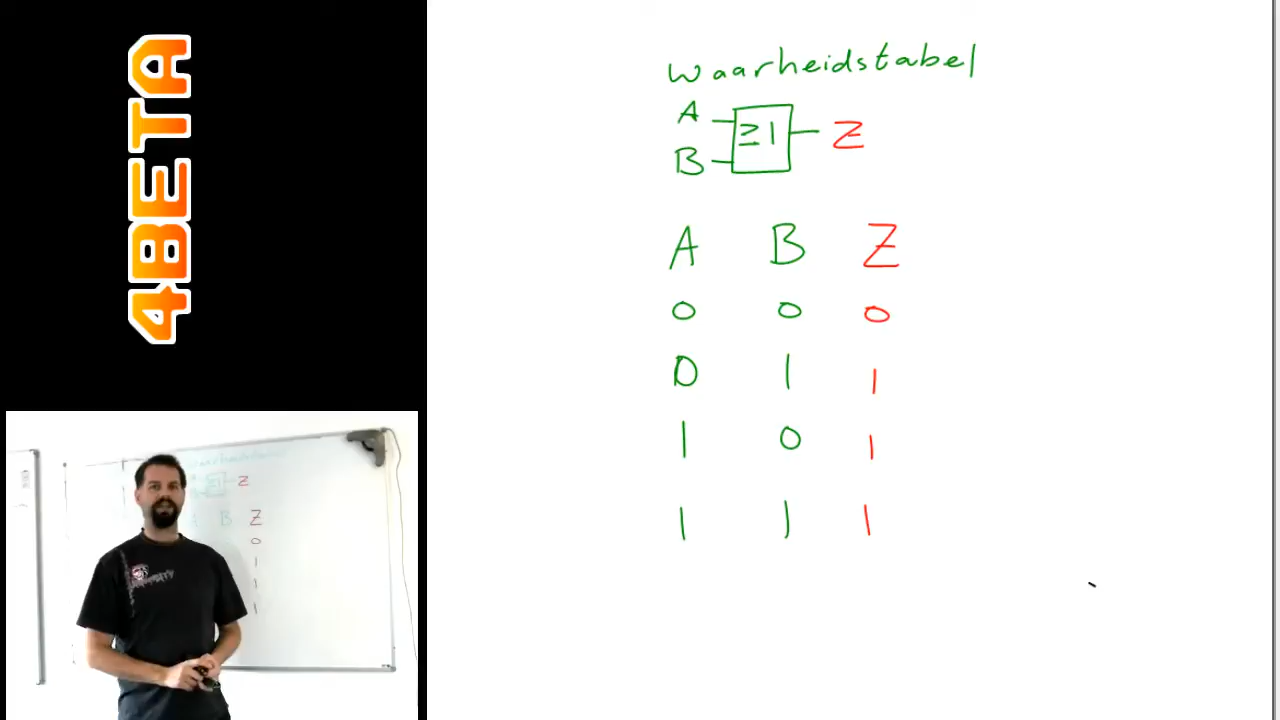 4BETA
waarheidstabel
A
B
≥1
Z
A B Z
0 0 0
0 1 1
1 0 1
1 1 1